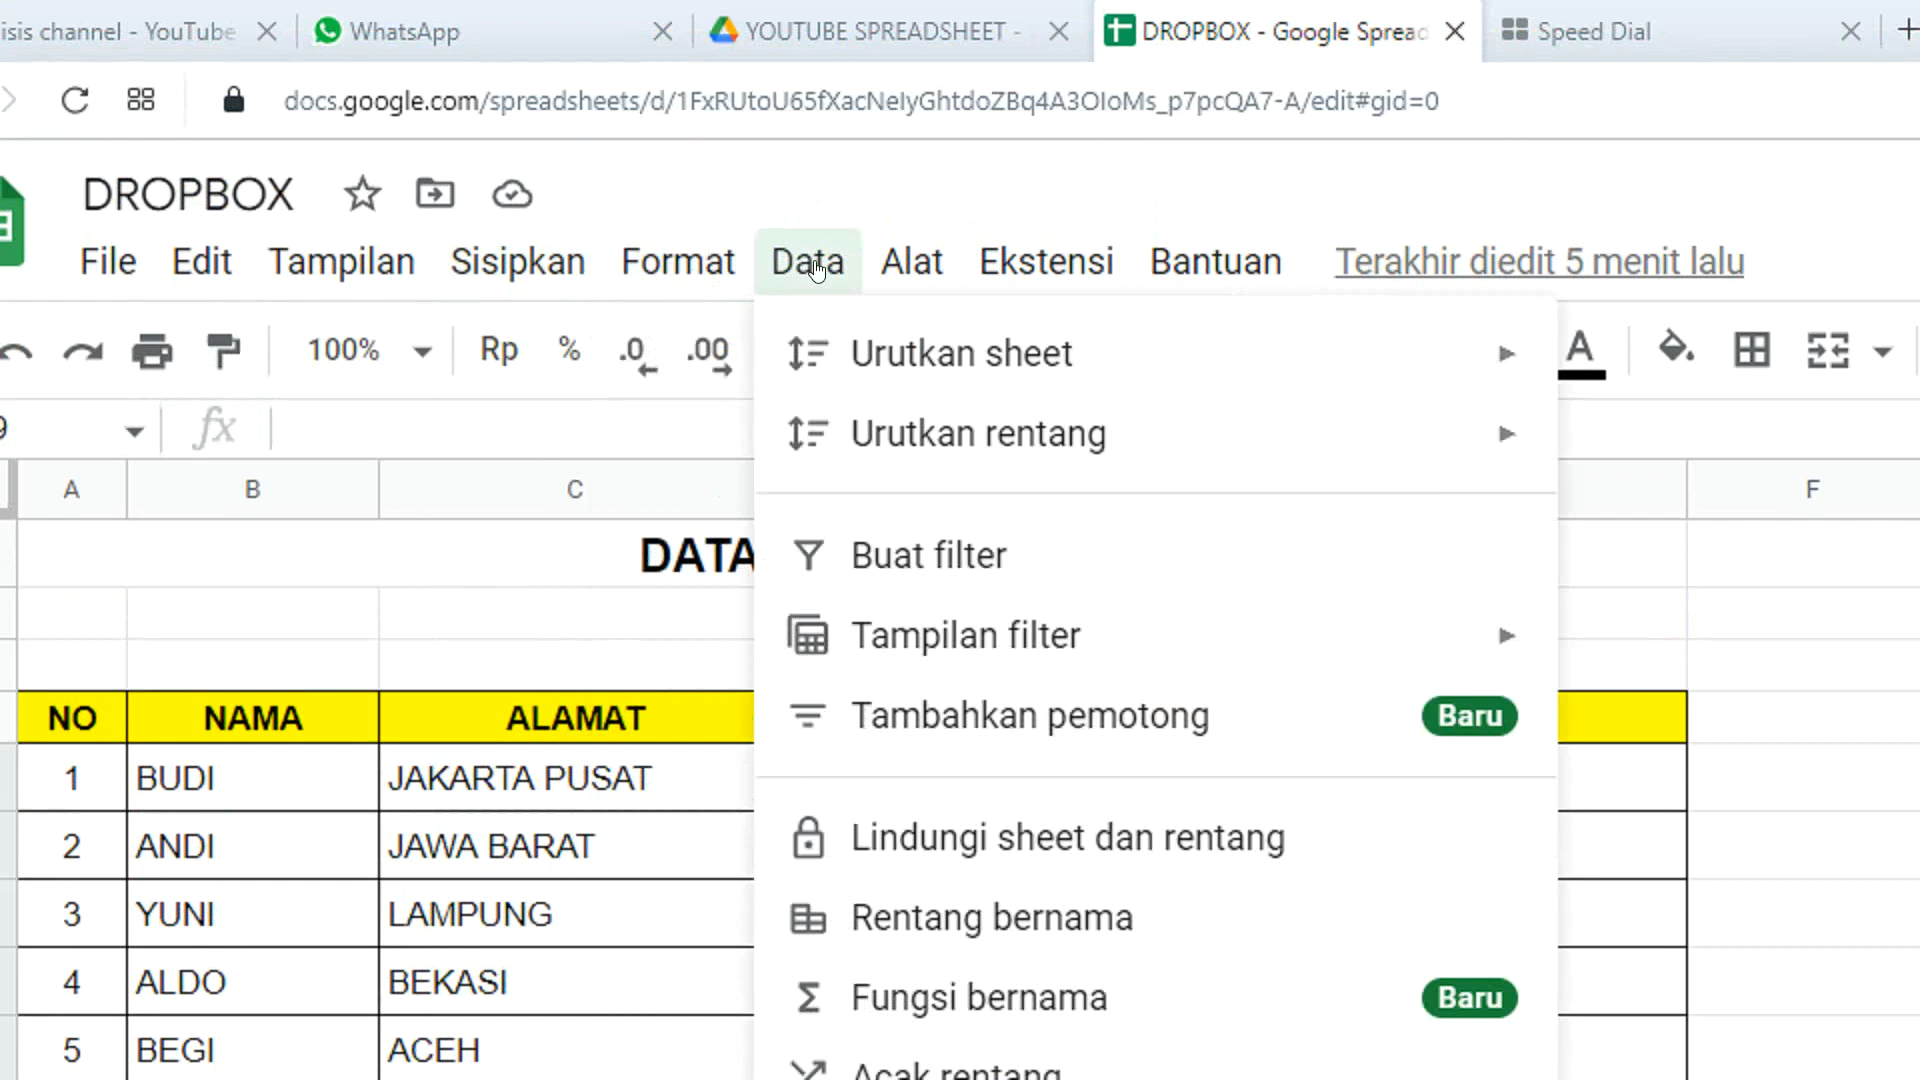 isis channel - YouTube
WhatsApp
YOUTUBE SPREADSHEET -
DROPBOX - Google Spread
Speed Dial
docs.google.com/spreadsheets/d/1FxRUtoU65fXacNeIyGhtdoZBq4A3OIoMs_p7pcQA7-A/edit#gid=0
DROPBOX
File Edit Tampilan Sisipkan Format Data Alat Ekstensi Bantuan Terakhir diedit 5 menit lalu
100% Rp % .0 .00 A
9 fx
A B C F
DATA
NO NAMA ALAMAT
1 BUDI JAKARTA PUSAT
2 ANDI JAWA BARAT
3 YUNI LAMPUNG
4 ALDO BEKASI
5 BEGI ACEH
Urutkan sheet
Urutkan rentang
Buat filter
Tampilan filter
Tambahkan pemotong Baru
Lindungi sheet dan rentang
Rentang bernama
Fungsi bernama Baru
Acak rentang